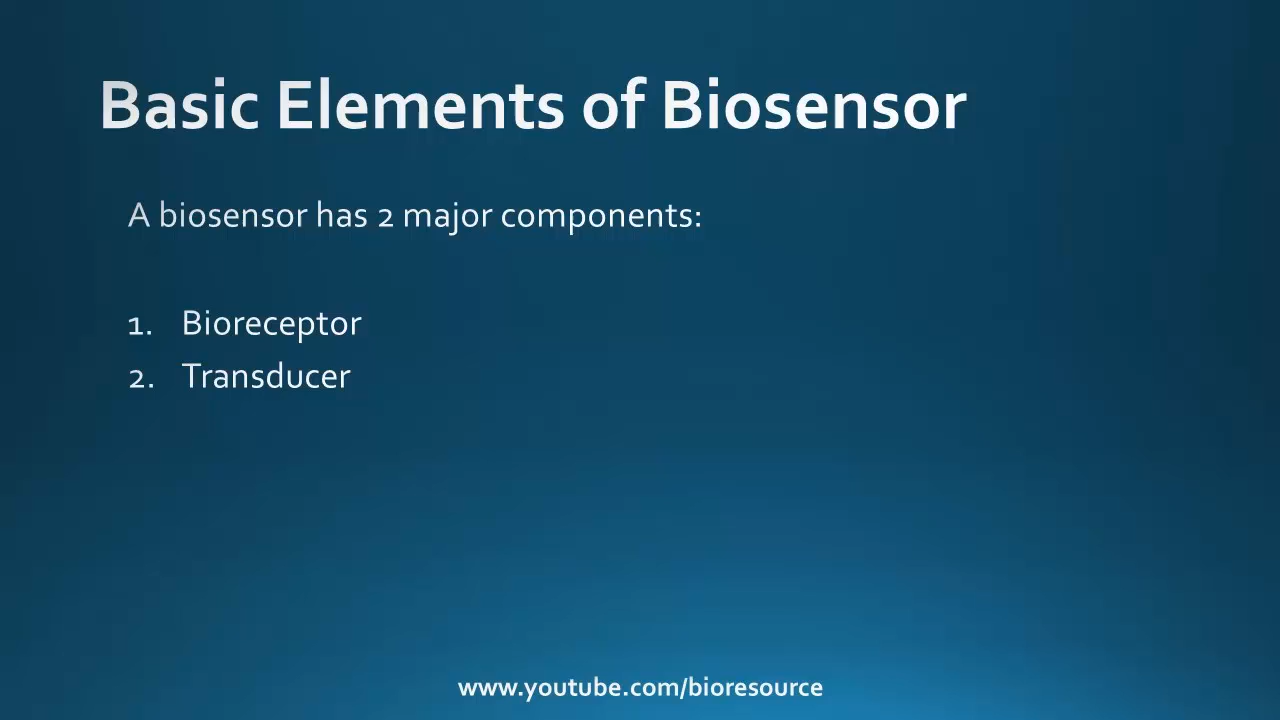 Basic Elements of Biosensor
A biosensor has 2 major components:
1. Bioreceptor
2. Transducer
www.youtube.com/bioresource